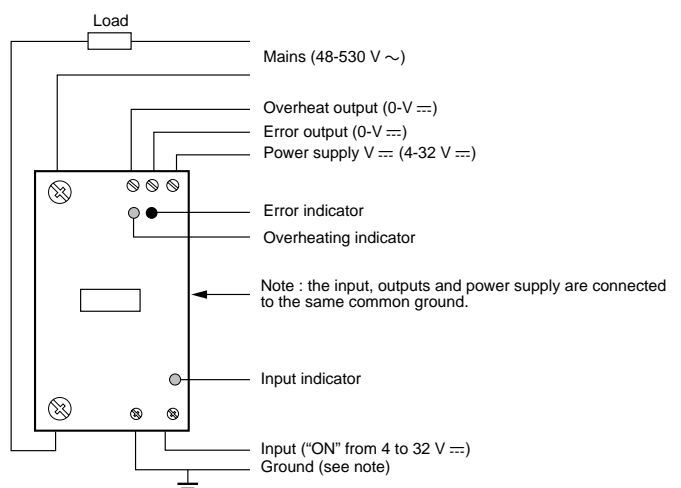 Load
Mains (48-530 V ∼)
Overheat output (0-V ⎓)
Error output (0-V ⎓)
Power supply V ⎓ (4-32 V ⎓)
Error indicator
Overheating indicator
Note : the input, outputs and power supply are connected
to the same common ground.
Input indicator
Input (“ON” from 4 to 32 V ⎓)
Ground (see note)